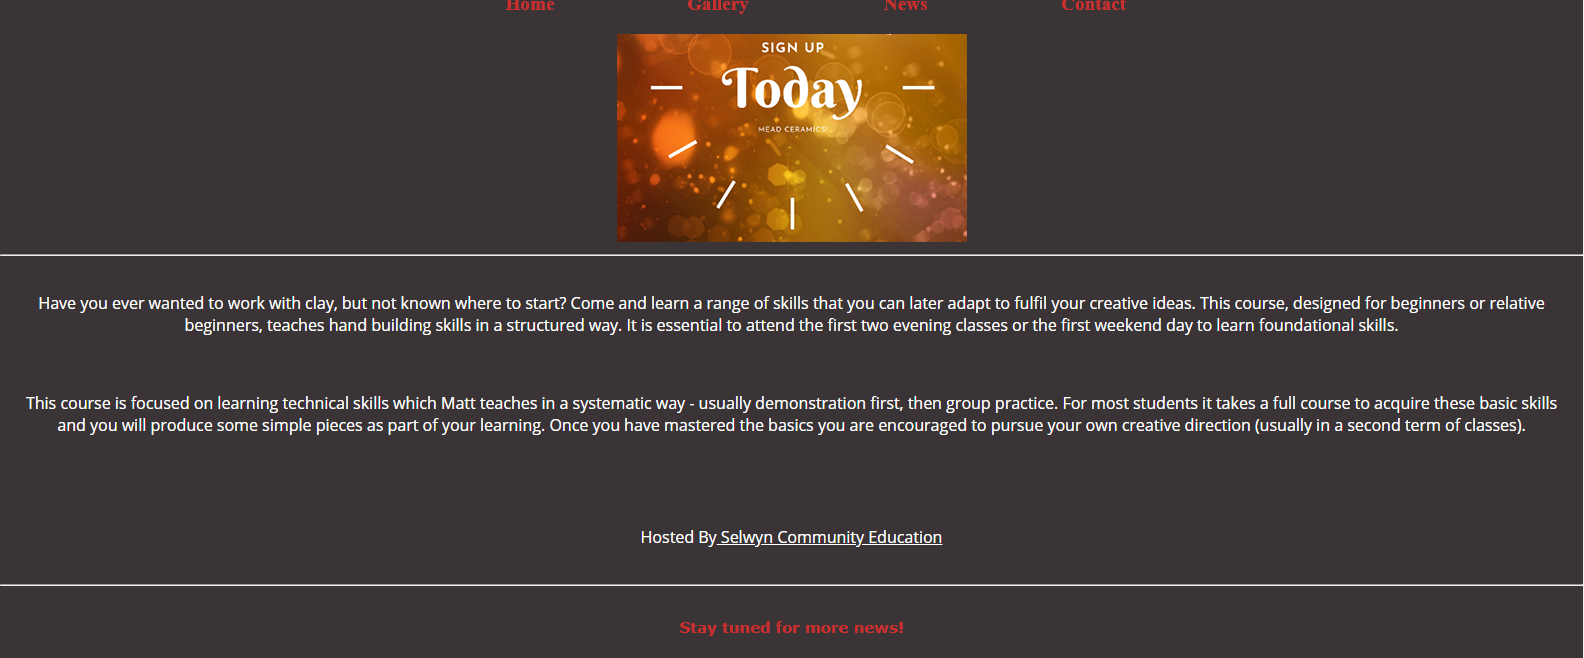 Home Gallery News Contact
SIGN UP
Today
MEAD CERAMICS!
Have you ever wanted to work with clay, but not known where to start? Come and learn a range of skills that you can later adapt to fulfil your creative ideas. This course, designed for beginners or relative
beginners, teaches hand building skills in a structured way. It is essential to attend the first two evening classes or the first weekend day to learn foundational skills.
This course is focused on learning technical skills which Matt teaches in a systematic way - usually demonstration first, then group practice. For most students it takes a full course to acquire these basic skills
and you will produce some simple pieces as part of your learning. Once you have mastered the basics you are encouraged to pursue your own creative direction (usually in a second term of classes).
Hosted By Selwyn Community Education
Stay tuned for more news!